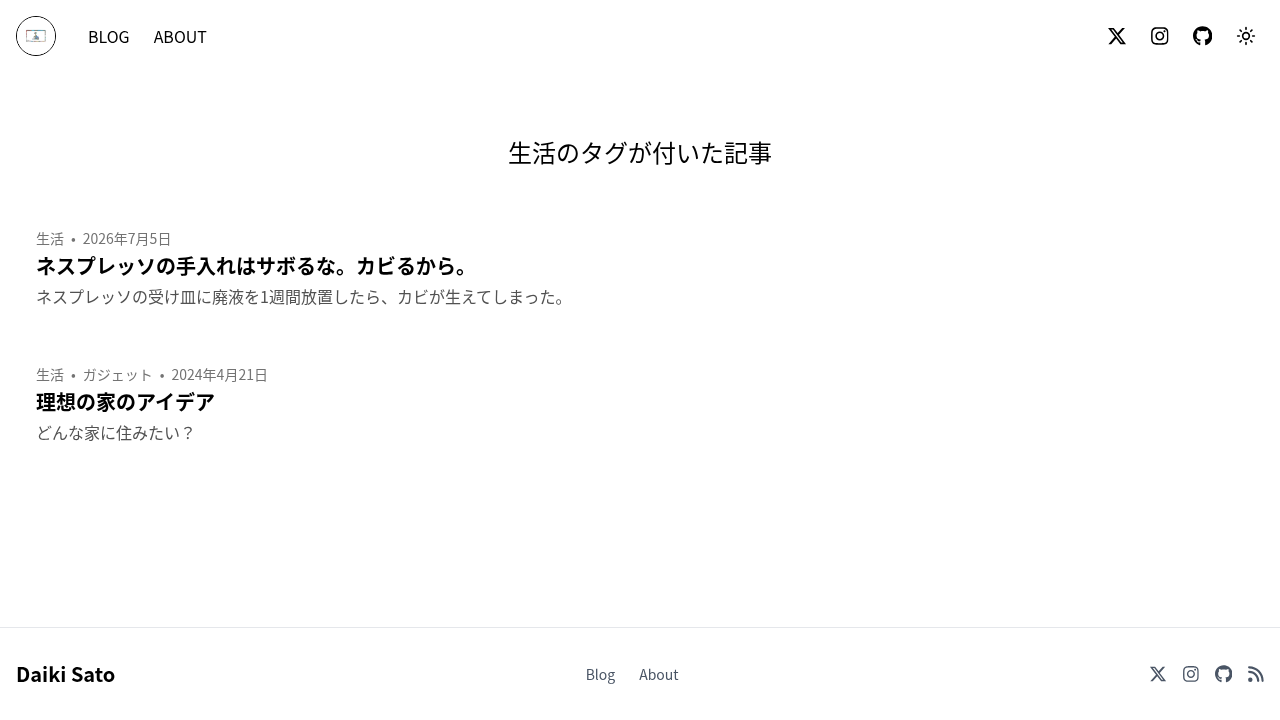 BLOG ABOUT
生活のタグが付いた記事
生活 • 2026年7月5日
ネスプレッソの手入れはサボるな。カビるから。
ネスプレッソの受け皿に廃液を1週間放置したら、カビが生えてしまった。
生活 • ガジェット • 2024年4月21日
理想の家のアイデア
どんな家に住みたい？
Daiki Sato Blog About